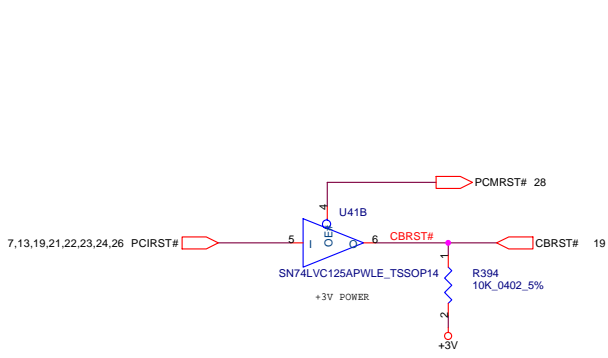 PCMRST# 28
4
U41B
OE#
7,13,19,21,22,23,24,26 PCIRST#
5
I
O
6
CBRST#
CBRST# 19
1
SN74LVC125APWLE_TSSOP14
R394
10K_0402_5%
+3V POWER
2
+3V